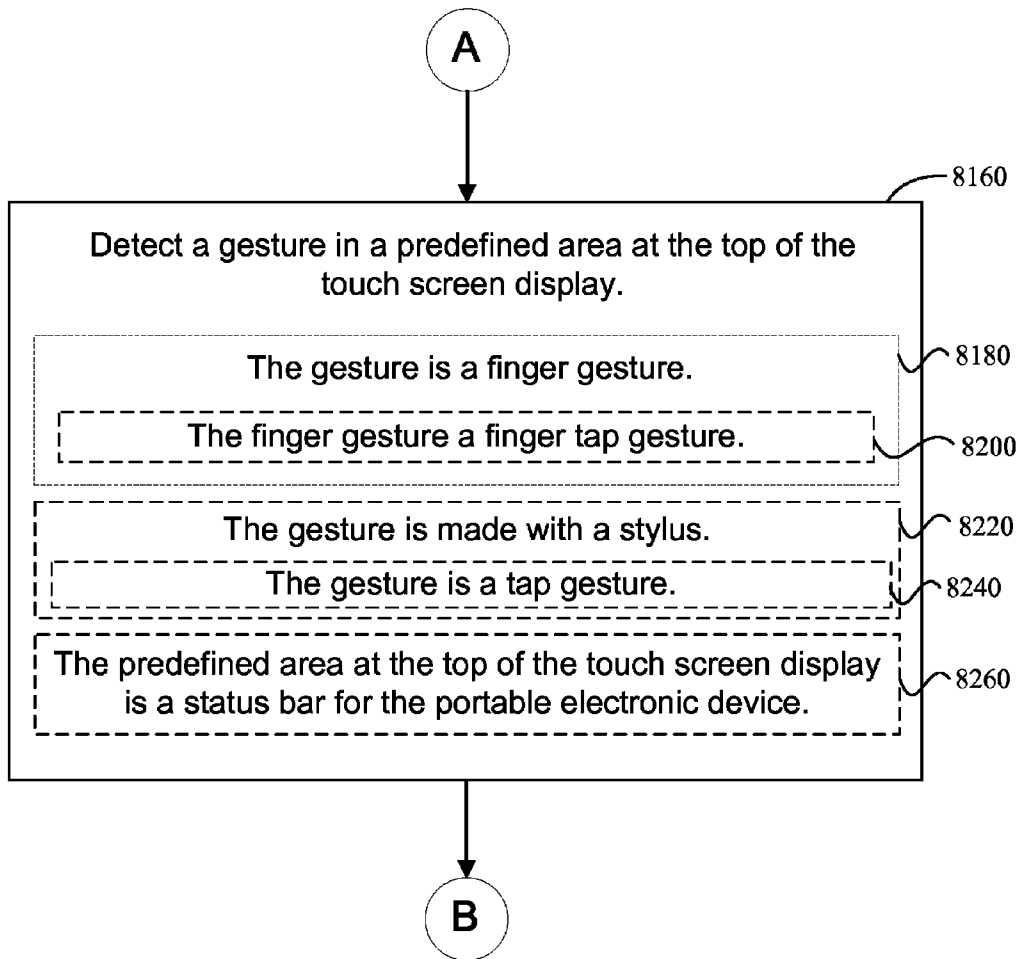 A
8160
Detect a gesture in a predefined area at the top of the
touch screen display.
8180
The gesture is a finger gesture.
The finger gesture a finger tap gesture.
8200
The gesture is made with a stylus.
8220
The gesture is a tap gesture.
8240
The predefined area at the top of the touch screen display
is a status bar for the portable electronic device.
8260
B